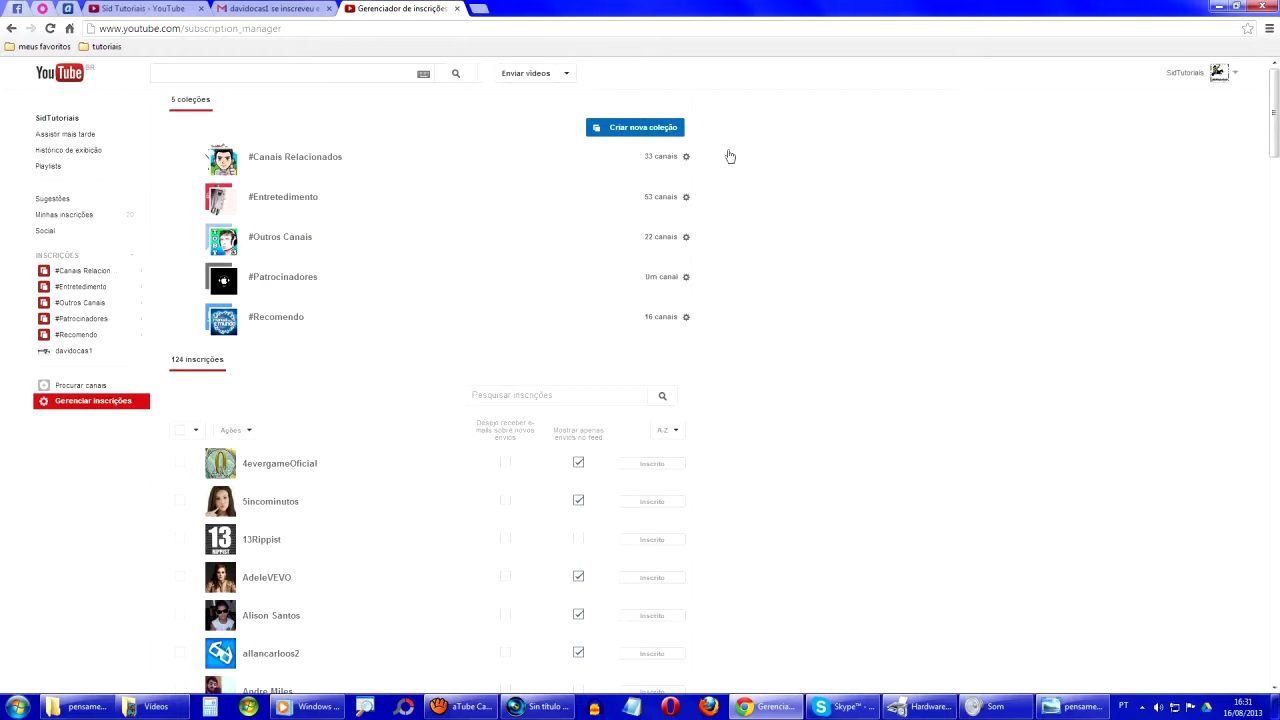 Sid Tutoriais - YouTube
davidocas1 se inscreveu e
Gerenciador de inscrições
www.youtube.com/subscription_manager
meus favoritos
tutoriais
YouTube BR
Enviar vídeos
SidTutoriais
5 coleções
Criar nova coleção
SidTutoriais
Assistir mais tarde
Histórico de exibição
Playlists
Sugestões
Minhas inscrições 20
Social
INSCRIÇÕES
#Canais Relacion...
#Entretedimento
#Outros Canais
#Patrocinadores
#Recomendo
davidocas1
Procurar canais
Gerenciar inscrições
#Canais Relacionados 33 canais
#Entretedimento 53 canais
#Outros Canais 22 canais
#Patrocinadores Um canal
#Recomendo 16 canais
124 inscrições
Pesquisar inscrições
Ações
Desejo receber e-
mails sobre novos
envios
Mostrar apenas
envios no feed
A-Z
4evergameOficial Inscrito
5incominutos Inscrito
13 RIPPIST
13Rippist Inscrito
AdeleVEVO Inscrito
Alison Santos Inscrito
allancarloos2 Inscrito
Andre Miles
pensame...
Vídeos
Windows ...
aTube Ca...
Sin título ...
Gerencia...
Skype™ - ...
Hardware...
Som
pensame...
PT
16:31
16/08/2013